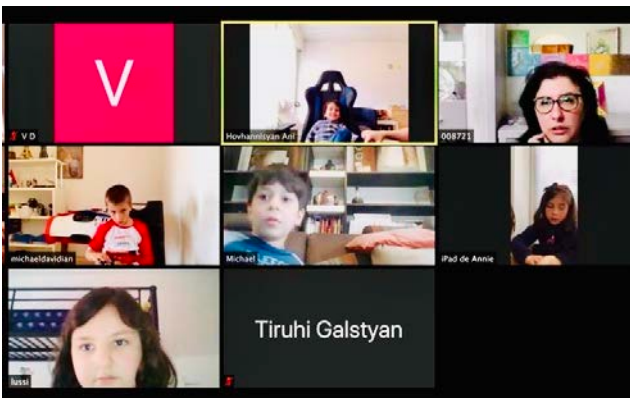 V
V D
Hovhannisyan Ani
008721
michaeldavidian
Michael
iPad de Annie
lussi
Tiruhi Galstyan